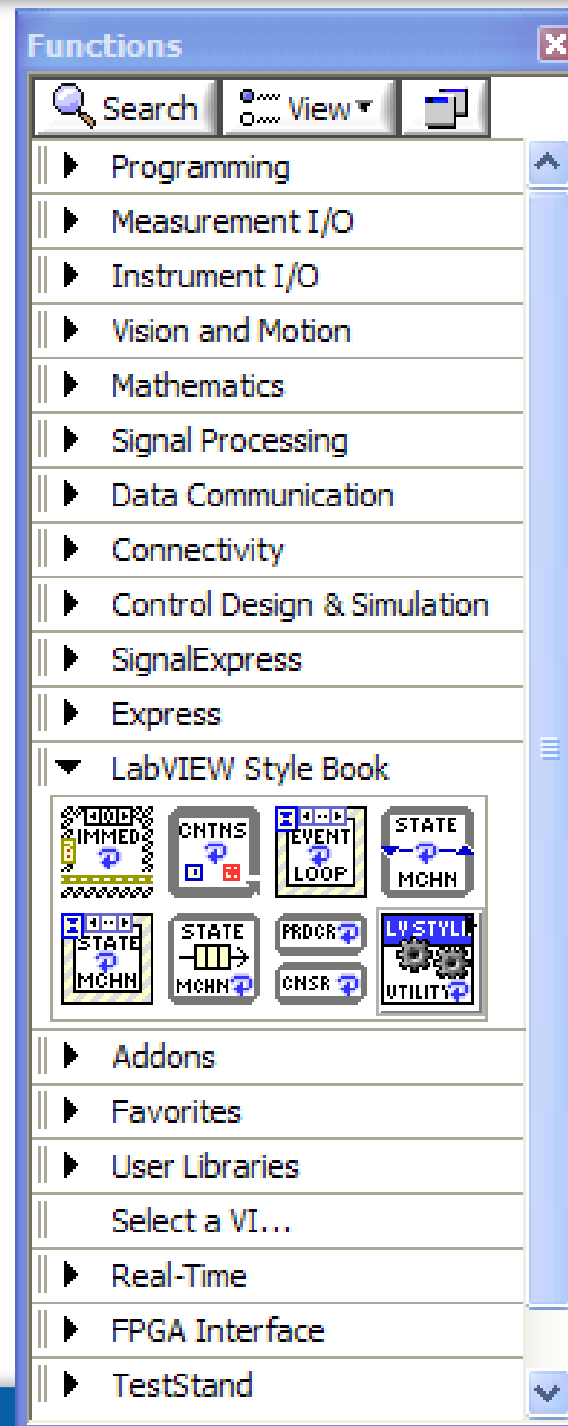 Functions
Search View
Programming
Measurement I/O
Instrument I/O
Vision and Motion
Mathematics
Signal Processing
Data Communication
Connectivity
Control Design & Simulation
SignalExpress
Express
LabVIEW Style Book
IMMED CNTNS EVENT LOOP STATE MCHN
STATE MCHN STATE MCHN PRDCR CNSR LV STYLE UTILITY
Addons
Favorites
User Libraries
Select a VI...
Real-Time
FPGA Interface
TestStand